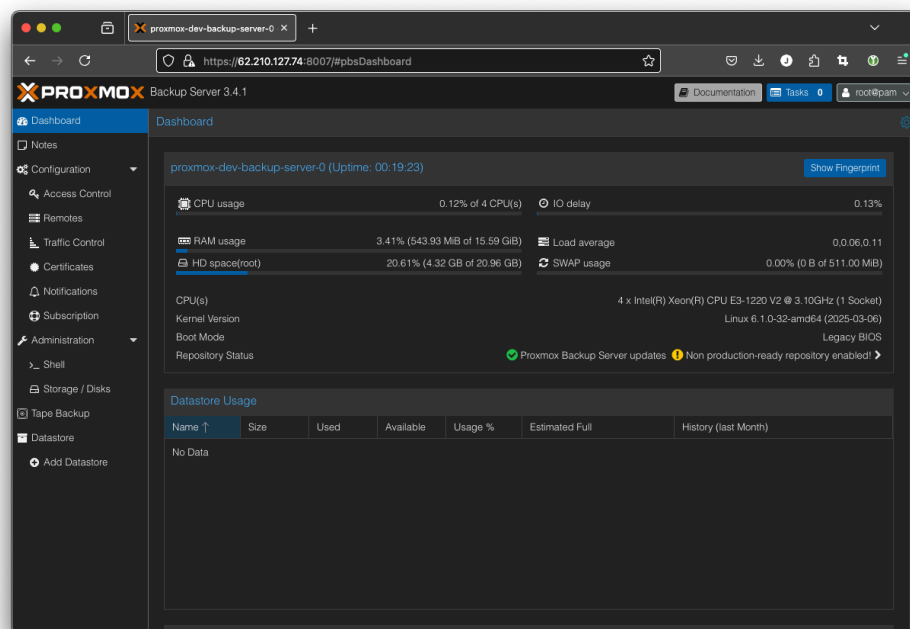 proxmox-dev-backup-server-0
https://62.210.127.74:8007/#pbsDashboard
PROXMOX Backup Server 3.4.1
Documentation
Tasks 0
root@pam
Dashboard
Notes
Configuration
Access Control
Remotes
Traffic Control
Certificates
Notifications
Subscription
Administration
Shell
Storage / Disks
Tape Backup
Datastore
Add Datastore
Dashboard
proxmox-dev-backup-server-0 (Uptime: 00:19:23)
Show Fingerprint
CPU usage 0.12% of 4 CPU(s)
IO delay 0.13%
RAM usage 3.41% (543.93 MiB of 15.59 GiB)
Load average 0,0.06,0.11
HD space(root) 20.61% (4.32 GB of 20.96 GB)
SWAP usage 0.00% (0 B of 511.00 MiB)
CPU(s) 4 x Intel(R) Xeon(R) CPU E3-1220 V2 @ 3.10GHz (1 Socket)
Kernel Version Linux 6.1.0-32-amd64 (2025-03-06)
Boot Mode Legacy BIOS
Repository Status Proxmox Backup Server updates Non production-ready repository enabled!
Datastore Usage
Name Size Used Available Usage % Estimated Full History (last Month)
No Data